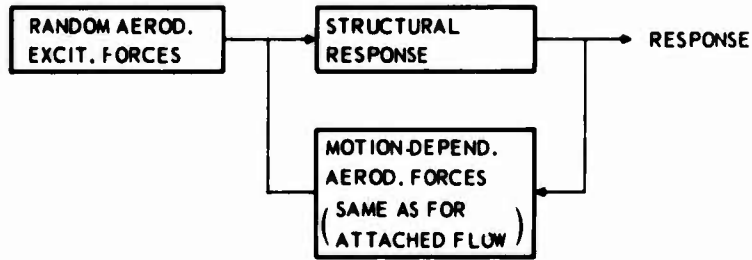 RANDOM AEROD.
EXCIT. FORCES
STRUCTURAL
RESPONSE
RESPONSE
MOTION-DEPEND.
AEROD. FORCES
(SAME AS FOR
ATTACHED FLOW)